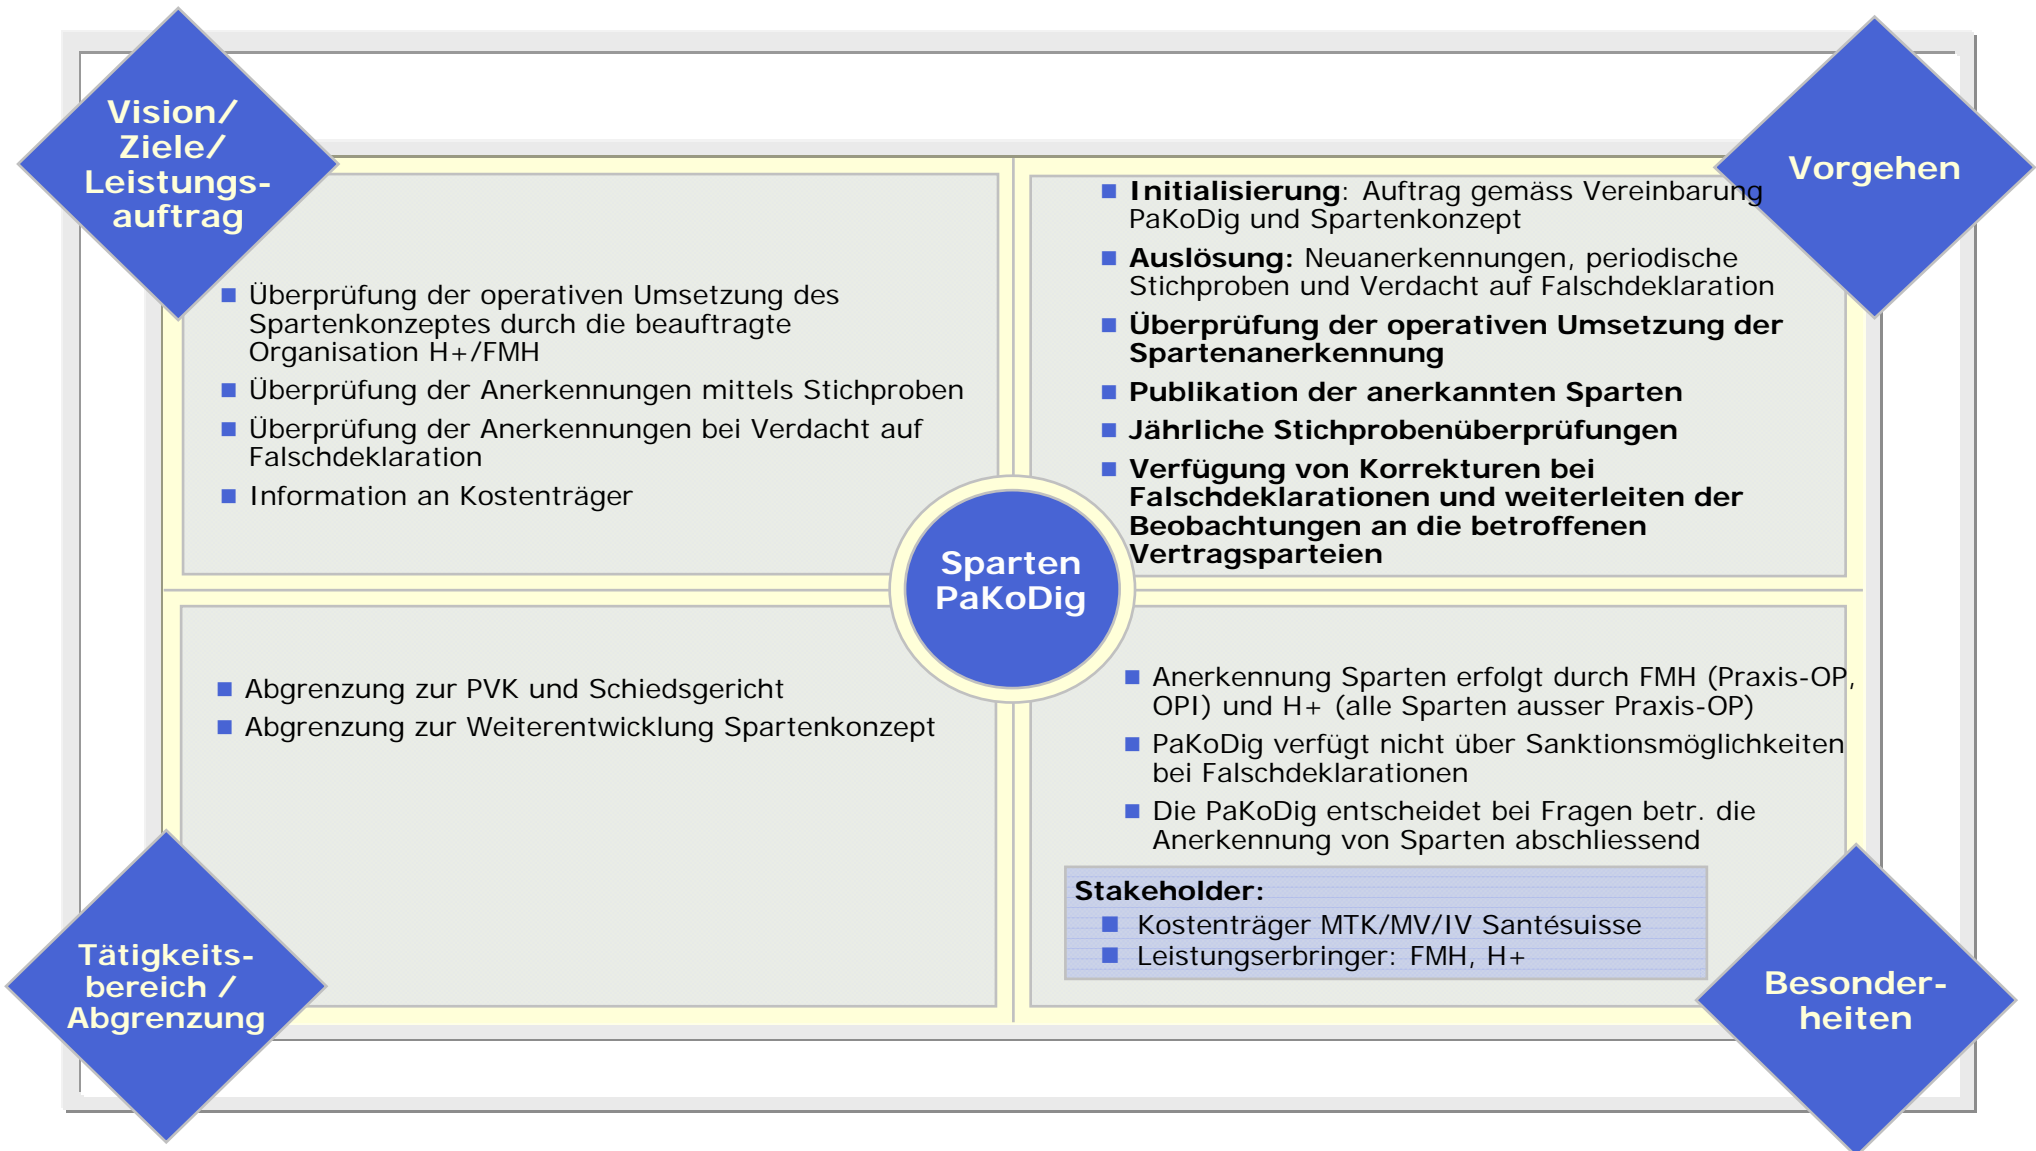 Vision/
Ziele/
Leistungs-
auftrag
■ Überprüfung der operativen Umsetzung des
Spartenkonzeptes durch die beauftragte
Organisation H+/FMH
■ Überprüfung der Anerkennungen mittels Stichproben
■ Überprüfung der Anerkennungen bei Verdacht auf
Falschdeklaration
■ Information an Kostenträger
Vorgehen
■ Initialisierung: Auftrag gemäss Vereinbarung
PaKoDig und Spartenkonzept
■ Auslösung: Neuanerkennungen, periodische
Stichproben und Verdacht auf Falschdeklaration
■ Überprüfung der operativen Umsetzung der
Spartenanerkennung
■ Publikation der anerkannten Sparten
■ Jährliche Stichprobenüberprüfungen
■ Verfügung von Korrekturen bei
Falschdeklarationen und weiterleiten der
Beobachtungen an die betroffenen
Vertragsparteien
Sparten
PaKoDig
■ Abgrenzung zur PVK und Schiedsgericht
■ Abgrenzung zur Weiterentwicklung Spartenkonzept
Tätigkeits-
bereich /
Abgrenzung
■ Anerkennung Sparten erfolgt durch FMH (Praxis-OP,
OPI) und H+ (alle Sparten ausser Praxis-OP)
■ PaKoDig verfügt nicht über Sanktionsmöglichkeiten
bei Falschdeklarationen
■ Die PaKoDig entscheidet bei Fragen betr. die
Anerkennung von Sparten abschliessend
Stakeholder:
■ Kostenträger MTK/MV/IV Santésuisse
■ Leistungserbringer: FMH, H+
Besonder-
heiten